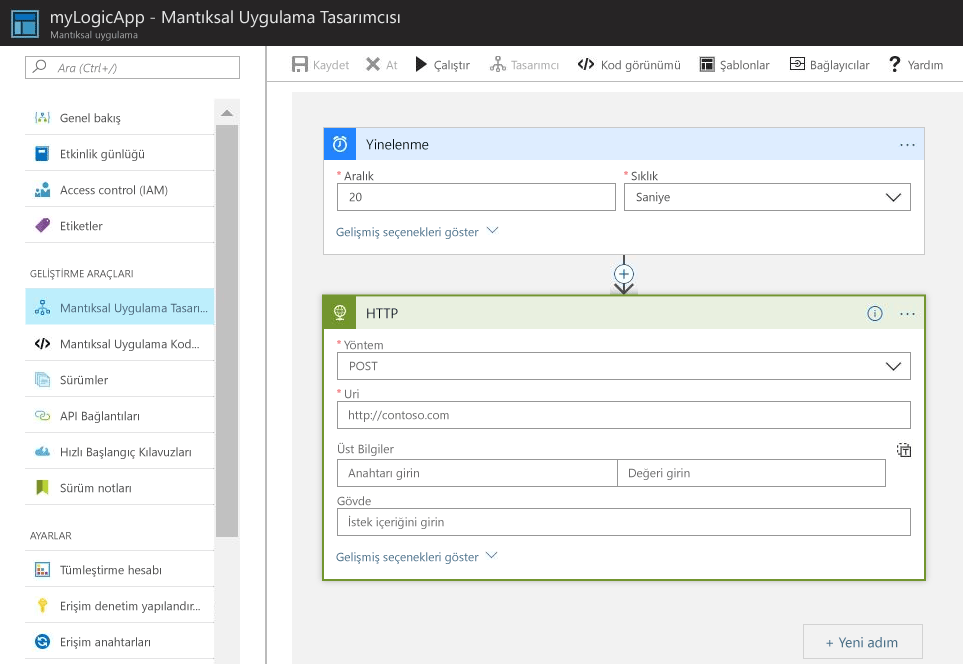 myLogicApp - Mantıksal Uygulama Tasarımcısı
Mantıksal uygulama
Ara (Ctrl+/)
Genel bakış
Etkinlik günlüğü
Access control (IAM)
Etiketler
GELİŞTİRME ARAÇLARI
Mantıksal Uygulama Tasarı...
Mantıksal Uygulama Kod...
Sürümler
API Bağlantıları
Hızlı Başlangıç Kılavuzları
Sürüm notları
AYARLAR
Tümleştirme hesabı
Erişim denetim yapılandır...
Erişim anahtarları
Kaydet At Çalıştır Tasarımcı Kod görünümü Şablonlar Bağlayıcılar Yardım
Yinelenme
* Aralık * Sıklık
20 Saniye
Gelişmiş seçenekleri göster
HTTP
* Yöntem
POST
* Uri
http://contoso.com
Üst Bilgiler
Anahtarı girin Değeri girin
Gövde
İstek içeriğini girin
Gelişmiş seçenekleri göster
+ Yeni adım